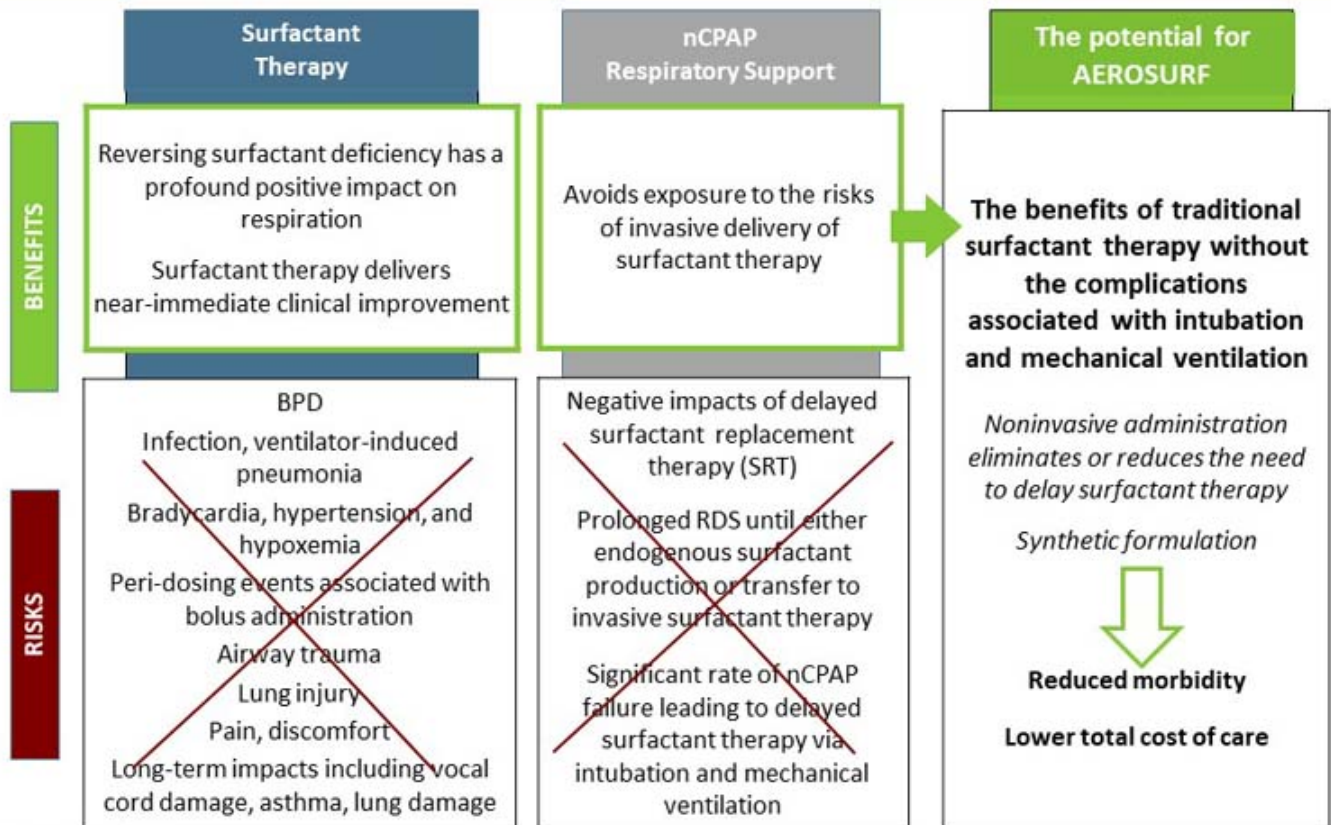 Surfactant
Therapy
nCPAP
Respiratory Support
The potential for
AEROSURF
BENEFITS
Reversing surfactant deficiency has a
profound positive impact on
respiration
Surfactant therapy delivers
near-immediate clinical improvement
Avoids exposure to the risks
of invasive delivery of
surfactant therapy
The benefits of traditional
surfactant therapy without
the complications
associated with intubation
and mechanical ventilation
Noninvasive administration
eliminates or reduces the need
to delay surfactant therapy
Synthetic formulation
Reduced morbidity
Lower total cost of care
RISKS
BPD
Infection, ventilator-induced
pneumonia
Bradycardia, hypertension, and
hypoxemia
Peri-dosing events associated with
bolus administration
Airway trauma
Lung injury
Pain, discomfort
Long-term impacts including vocal
cord damage, asthma, lung damage
Negative impacts of delayed
surfactant replacement
therapy (SRT)
Prolonged RDS until either
endogenous surfactant
production or transfer to
invasive surfactant therapy
Significant rate of nCPAP
failure leading to delayed
surfactant therapy via
intubation and mechanical
ventilation